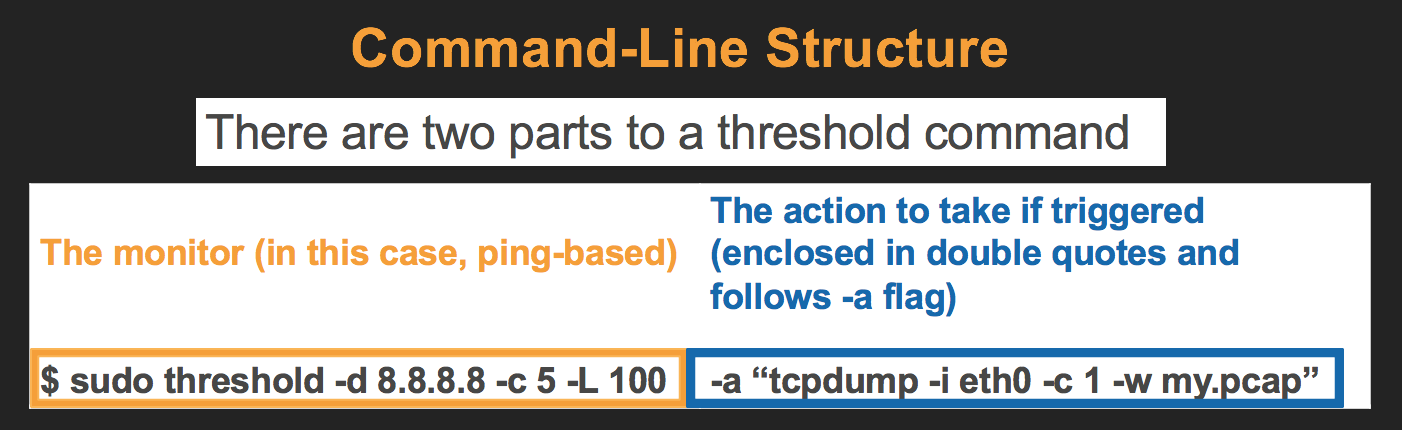 Command-Line Structure
There are two parts to a threshold command
The monitor (in this case, ping-based)
The action to take if triggered
(enclosed in double quotes and
follows -a flag)
$ sudo threshold -d 8.8.8.8 -c 5 -L 100
-a “tcpdump -i eth0 -c 1 -w my.pcap”